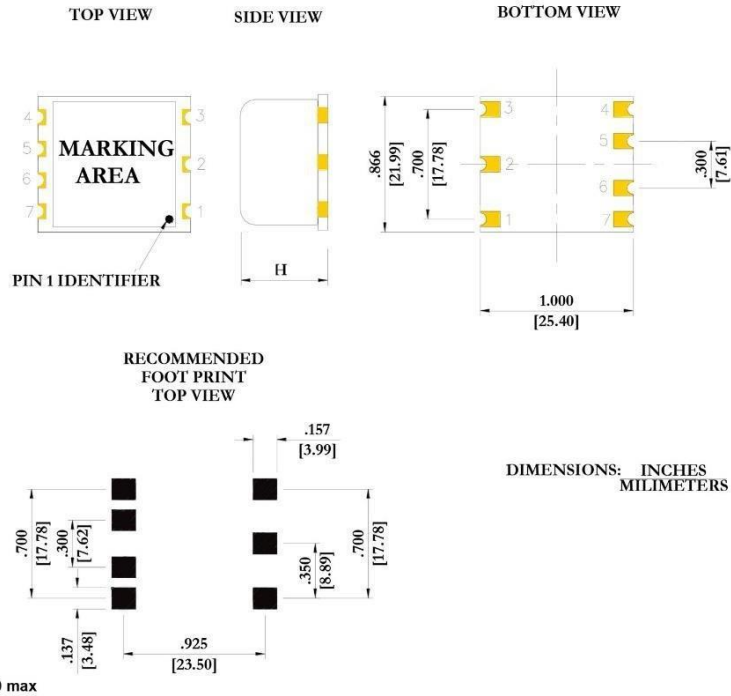 TOP VIEW
SIDE VIEW
BOTTOM VIEW
4
5
6
7
MARKING
AREA
3
2
1
PIN 1 IDENTIFIER
H
.866
[21.99]
.700
[17.78]
3
2
1
4
5
6
7
.300
[7.61]
1.000
[25.40]
RECOMMENDED
FOOT PRINT
TOP VIEW
.157
[3.99]
DIMENSIONS: INCHES
MILIMETERS
.700
[17.78]
.300
[7.62]
.137
[3.48]
.350
[8.89]
.700
[17.78]
.925
[23.50]
max